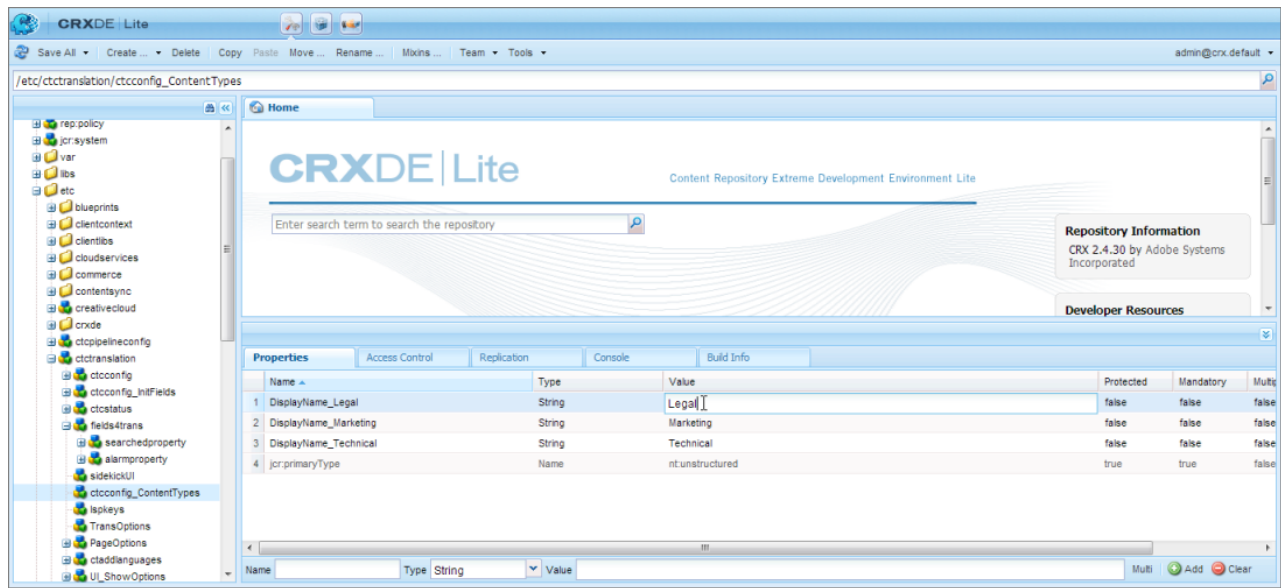 CRXDE | Lite
Save All Create ... Delete Copy Paste Move ... Rename ... Mixins ... Team Tools admin@crx.default
/etc/ctctranslation/ctcconfig_ContentTypes
Home
rep:policy
jcr:system
var
libs
etc
blueprints
clientcontext
clientlibs
cloudservices
commerce
contentsync
creativecloud
crxde
ctcpipelineconfig
ctctranslation
ctcconfig
ctcconfig_InitFields
ctcstatus
fields4trans
searchedproperty
alarmproperty
sidekickUI
ctcconfig_ContentTypes
lspkeys
TransOptions
PageOptions
ctaddlanguages
UI_ShowOptions
CRXDE | Lite
Content Repository Extreme Development Environment Lite
Enter search term to search the repository
Repository Information
CRX 2.4.30 by Adobe Systems
Incorporated
Developer Resources
Properties Access Control Replication Console Build Info
Name Type Value Protected Mandatory Multip
1 DisplayName_Legal String Legal false false false
2 DisplayName_Marketing String Marketing false false false
3 DisplayName_Technical String Technical false false false
4 jcr:primaryType Name nt:unstructured true true false
Name Type String Value Multi Add Clear